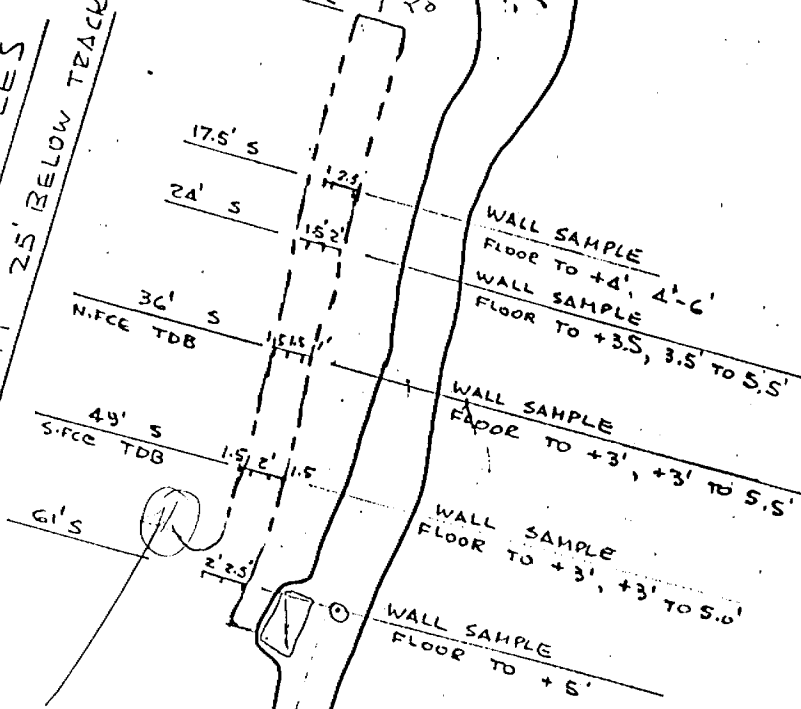 25' BELOW TRACK
20
17.5' S
2.5'
WALL SAMPLE
FLOOR TO +4', 4'-6'
24' S
1.5' 2'
WALL SAMPLE
FLOOR TO +3.5, 3.5' TO 5.5'
36' S
N.FCE TDB
1.5 1.5 1'
WALL SAMPLE
FLOOR TO +3', +3' TO 5.5'
49' S
S.FCE TDB
1.5 2' 1.5
WALL SAMPLE
FLOOR TO +3', +3' TO 5.0'
61' S
2' 2.5'
WALL SAMPLE
FLOOR TO +5'